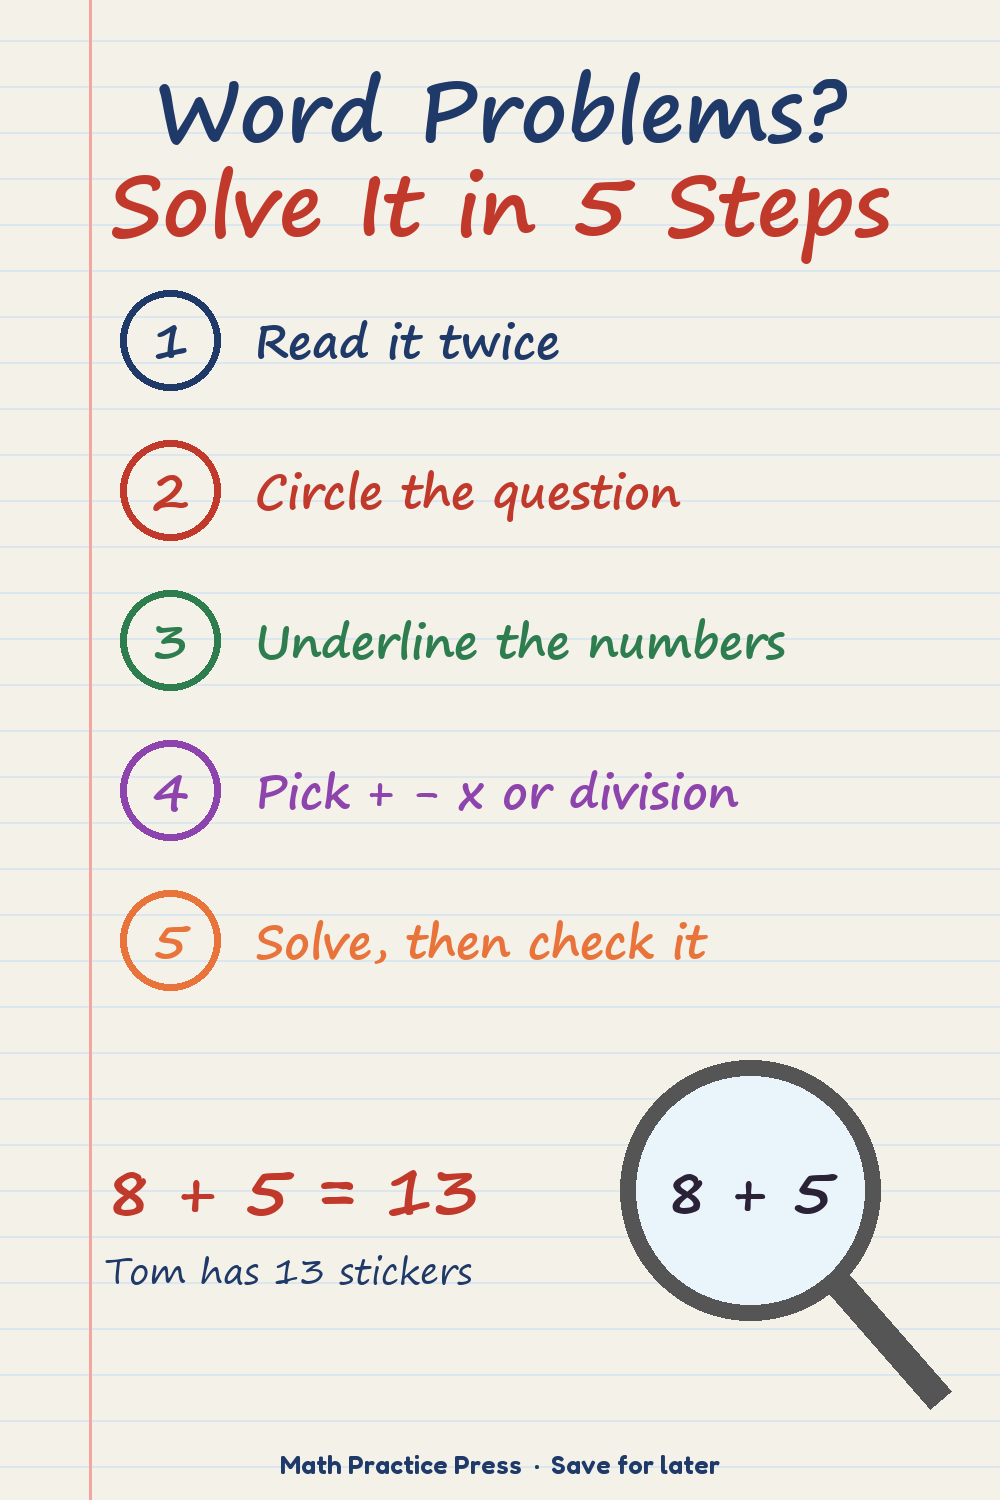 Word Problems?
Solve It in 5 Steps
1 Read it twice
2 Circle the question
3 Underline the numbers
4 Pick + - x or division
5 Solve, then check it
8 + 5 = 13
8 + 5
Tom has 13 stickers
Math Practice Press · Save for later